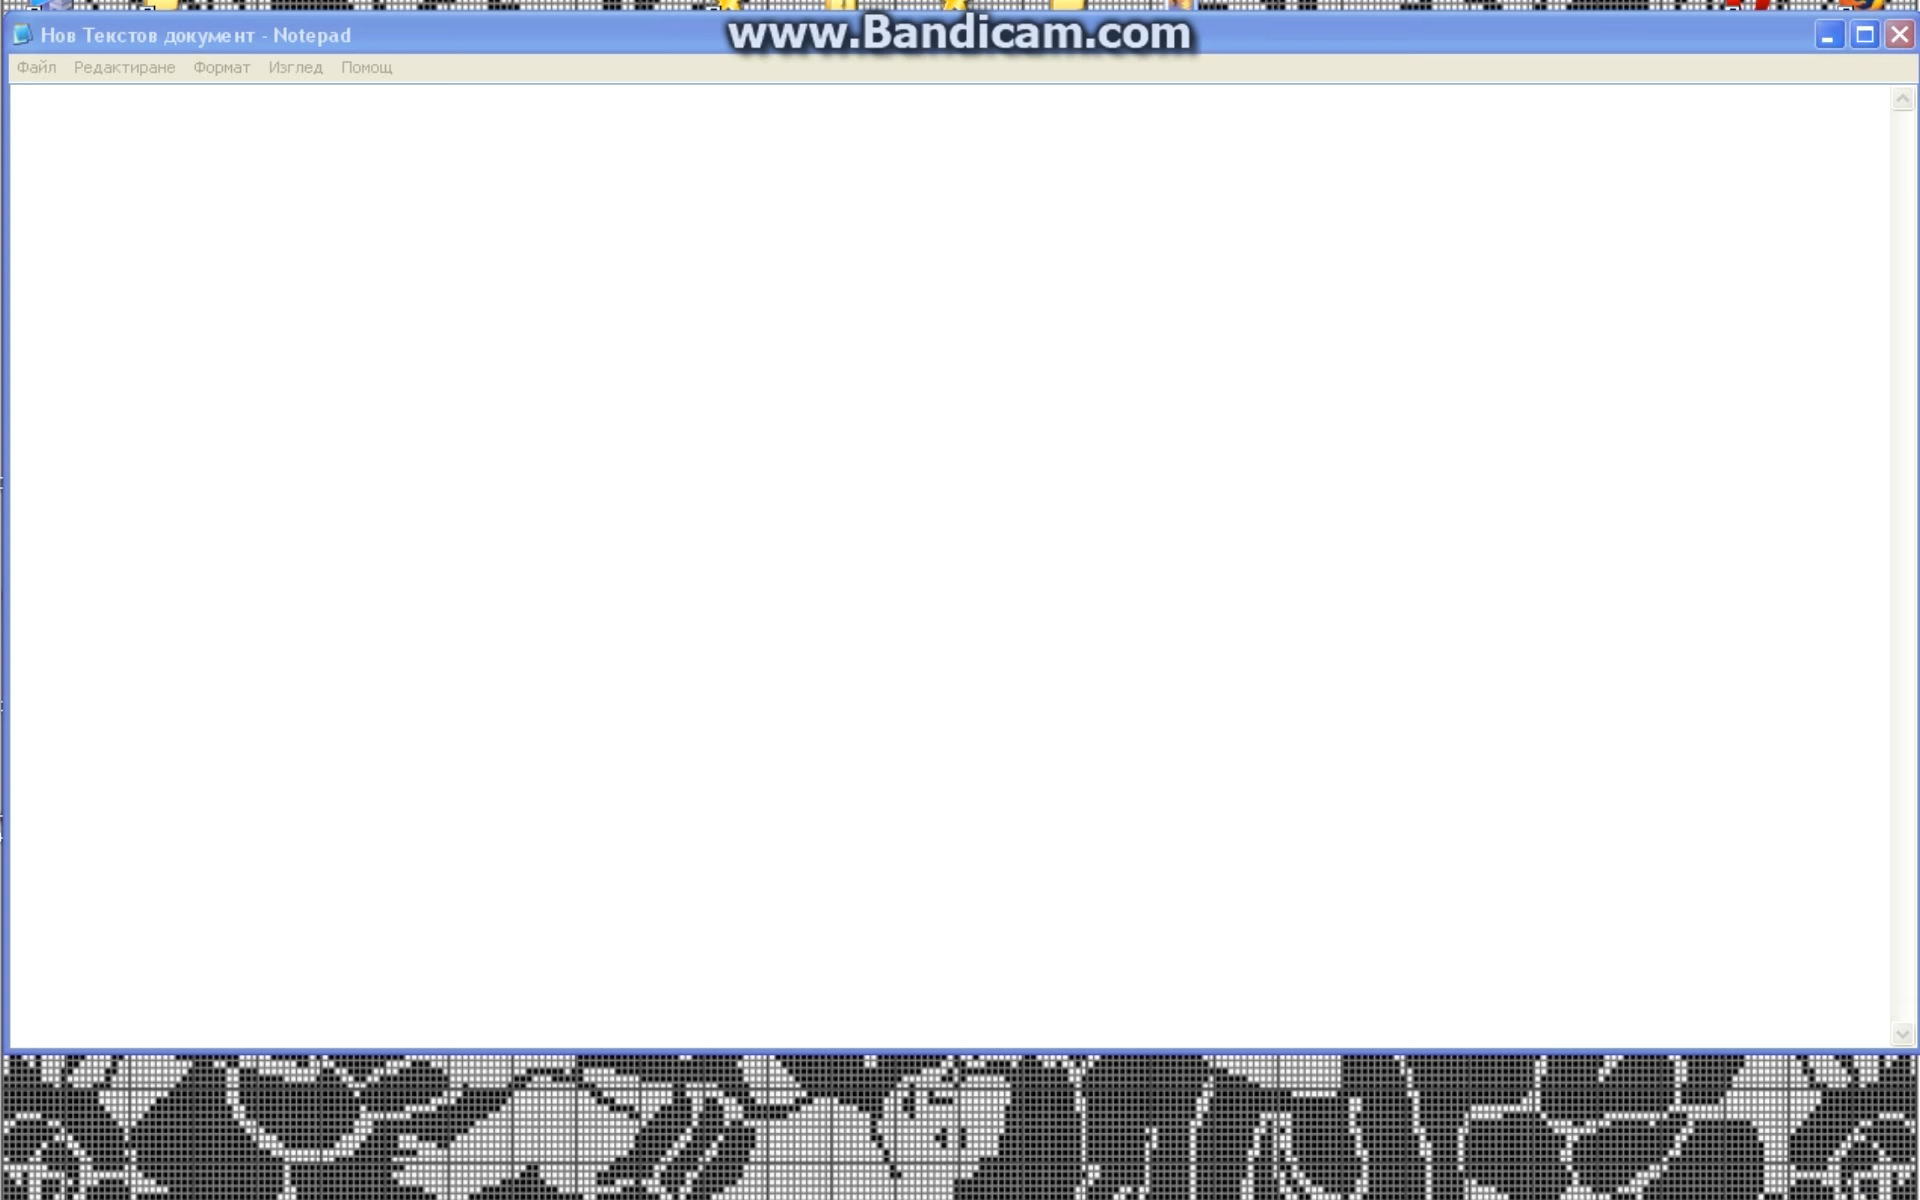 www.Bandicam.com
Нов Текстов документ - Notepad
Файл Редактиране Формат Изглед Помощ